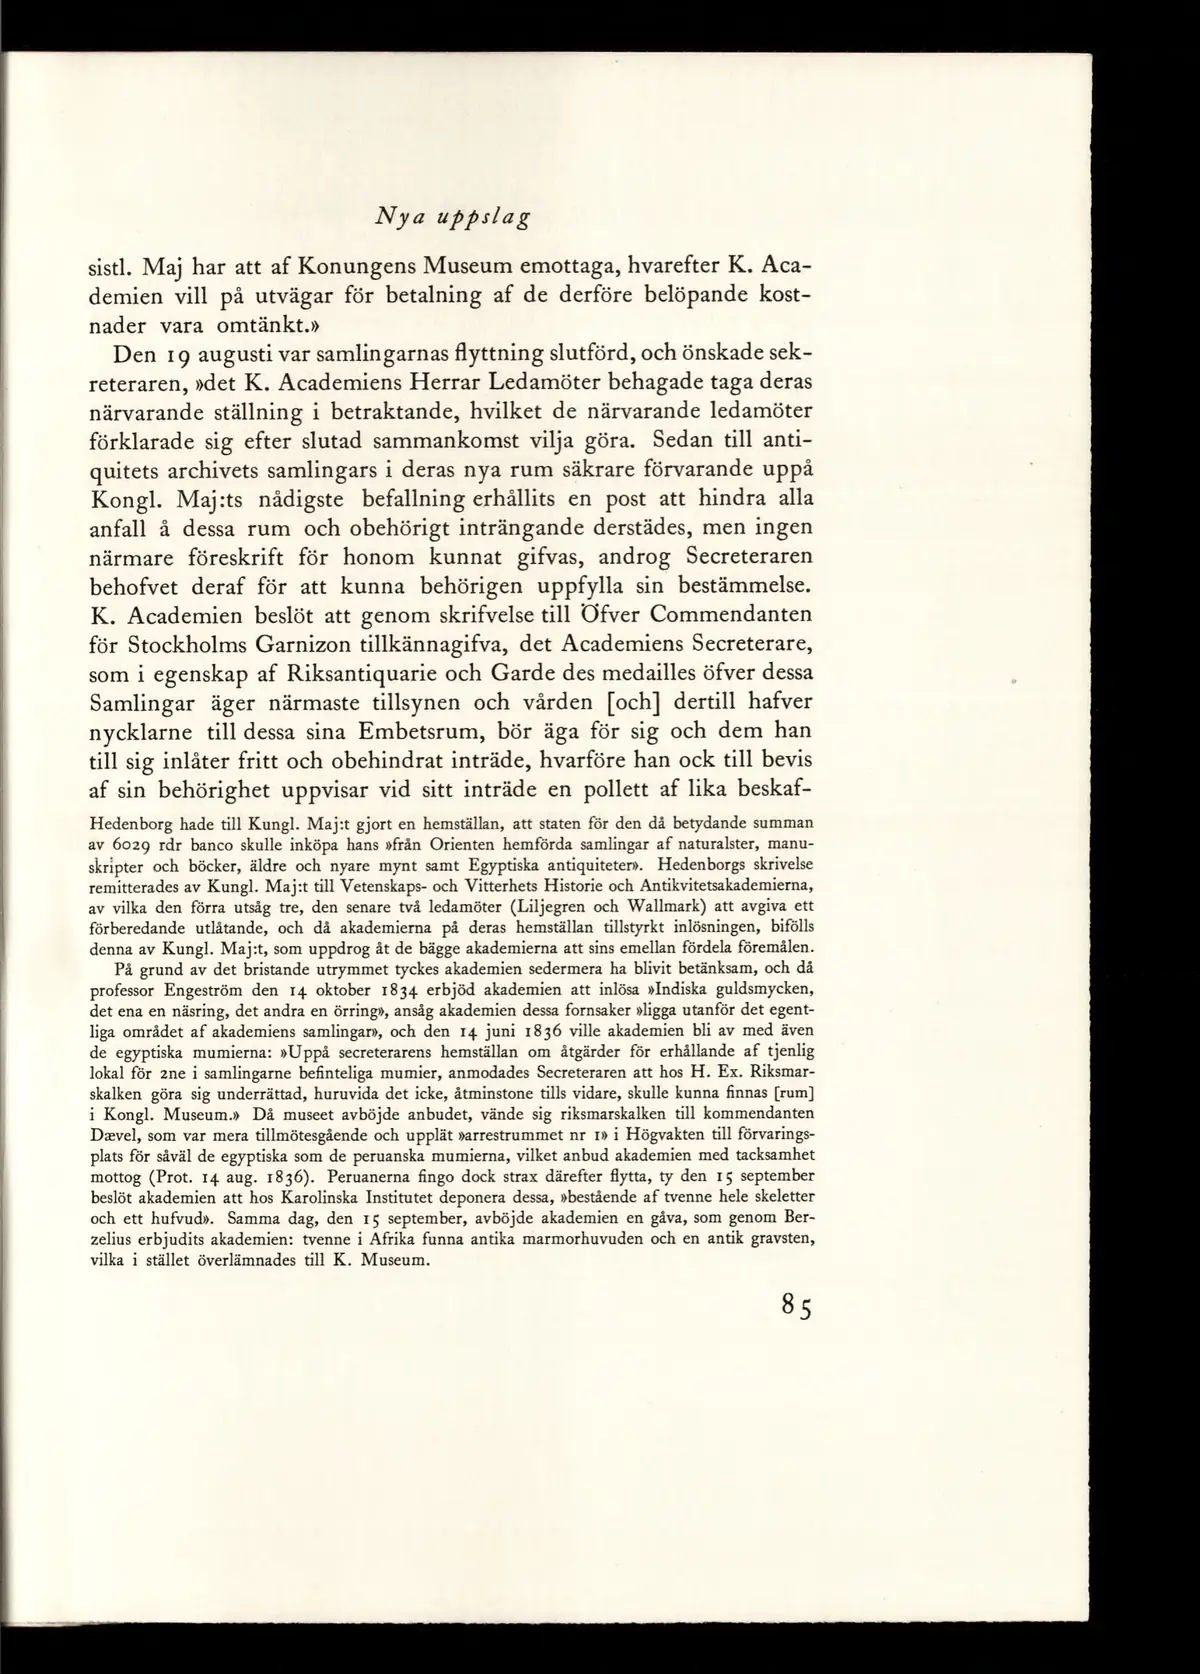 Nya uppslag
sistl. Maj har att af Konungens Museum emottaga, hvarefter K. Aca-
demien vill på utvägar för betalning af de derföre belöpande kost-
nader vara omtänkt.»
Den 19 augusti var samlingarnas flyttning slutförd, och önskade sek-
reteraren, »det K. Academiens Herrar Ledamöter behagade taga deras
närvarande ställning i betraktande, hvilket de närvarande ledamöter
förklarade sig efter slutad sammankomst vilja göra. Sedan till anti-
quitets archivets samlingars i deras nya rum säkrare förvarande uppå
Kongl. Maj:ts nådigste befallning erhållits en post att hindra alla
anfall å dessa rum och obehörigt inträngande derstädes, men ingen
närmare föreskrift för honom kunnat gifvas, androg Secreteraren
behofvet deraf för att kunna behörigen uppfylla sin bestämmelse.
K. Academien beslöt att genom skrifvelse till Öfver Commendanten
för Stockholms Garnizon tillkännagifva, det Academiens Secreterare,
som i egenskap af Riksantiquarie och Garde des medailles öfver dessa
Samlingar äger närmaste tillsynen och vården [och] dertill hafver
nycklarne till dessa sina Embetsrum, bör äga för sig och dem han
till sig inlåter fritt och obehindrat inträde, hvarföre han ock till bevis
af sin behörighet uppvisar vid sitt inträde en pollett af lika beskaf-
Hedenborg hade till Kungl. Maj:t gjort en hemställan, att staten för den då betydande summan
av 6029 rdr banco skulle inköpa hans »från Orienten hemförda samlingar af naturalster, manu-
skripter och böcker, äldre och nyare mynt samt Egyptiska antiquiteter». Hedenborgs skrivelse
remitterades av Kungl. Maj:t till Vetenskaps- och Vitterhets Historie och Antikvitetsakademierna,
av vilka den förra utsåg tre, den senare två ledamöter (Liljegren och Wallmark) att avgiva ett
förberedande utlåtande, och då akademierna på deras hemställan tillstyrkt inlösningen, bifölls
denna av Kungl. Maj:t, som uppdrog åt de bägge akademierna att sins emellan fördela föremålen.
På grund av det bristande utrymmet tyckes akademien sedermera ha blivit betänksam, och då
professor Engeström den 14 oktober 1834 erbjöd akademien att inlösa »Indiska guldsmycken,
det ena en näsring, det andra en örring», ansåg akademien dessa fornsaker »ligga utanför det egent-
liga området af akademiens samlingar», och den 14 juni 1836 ville akademien bli av med även
de egyptiska mumierna: »Uppå secreterarens hemställan om åtgärder för erhållande af tjenlig
lokal för 2ne i samlingarne befinteliga mumier, anmodades Secreteraren att hos H. Ex. Riksmar-
skalken göra sig underrättad, huruvida det icke, åtminstone tills vidare, skulle kunna finnas [rum]
i Kongl. Museum.» Då museet avböjde anbudet, vände sig riksmarskalken till kommendanten
Dævel, som var mera tillmötesgående och upplät »arrestrummet nr 1» i Högvakten till förvarings-
plats för såväl de egyptiska som de peruanska mumierna, vilket anbud akademien med tacksamhet
mottog (Prot. 14 aug. 1836). Peruanerna fingo dock strax därefter flytta, ty den 15 september
beslöt akademien att hos Karolinska Institutet deponera dessa, »bestående af tvenne hele skeletter
och ett hufvud». Samma dag, den 15 september, avböjde akademien en gåva, som genom Ber-
zelius erbjudits akademien: tvenne i Afrika funna antika marmorhuvuden och en antik gravsten,
vilka i stället överlämnades till K. Museum.
85